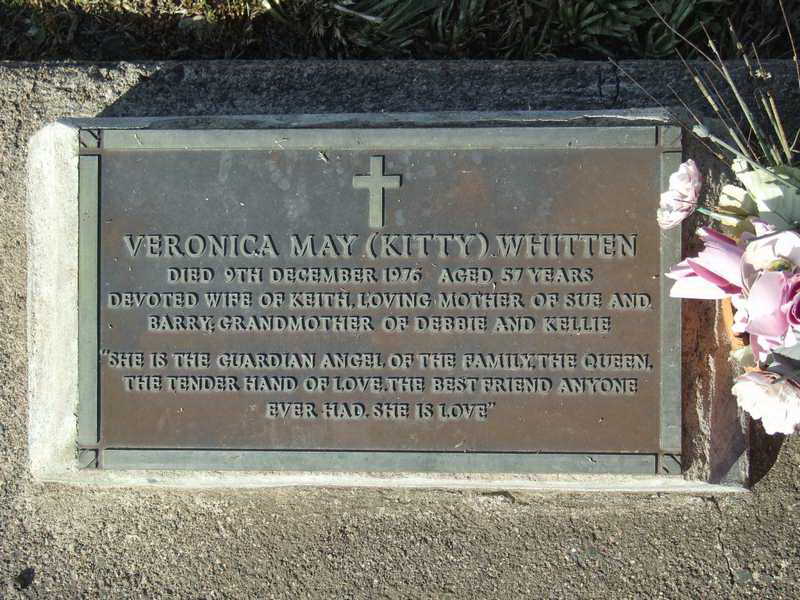 VERONICA MAY (KITTY) WHITTEN
DIED 9TH DECEMBER 1976 AGED 57 YEARS
DEVOTED WIFE OF KEITH, LOVING MOTHER OF SUE AND
BARRY, GRANDMOTHER OF DEBBIE AND KELLIE
"SHE IS THE GUARDIAN ANGEL OF THE FAMILY, THE QUEEN,
THE TENDER HAND OF LOVE. THE BEST FRIEND ANYONE
EVER HAD. SHE IS LOVE"